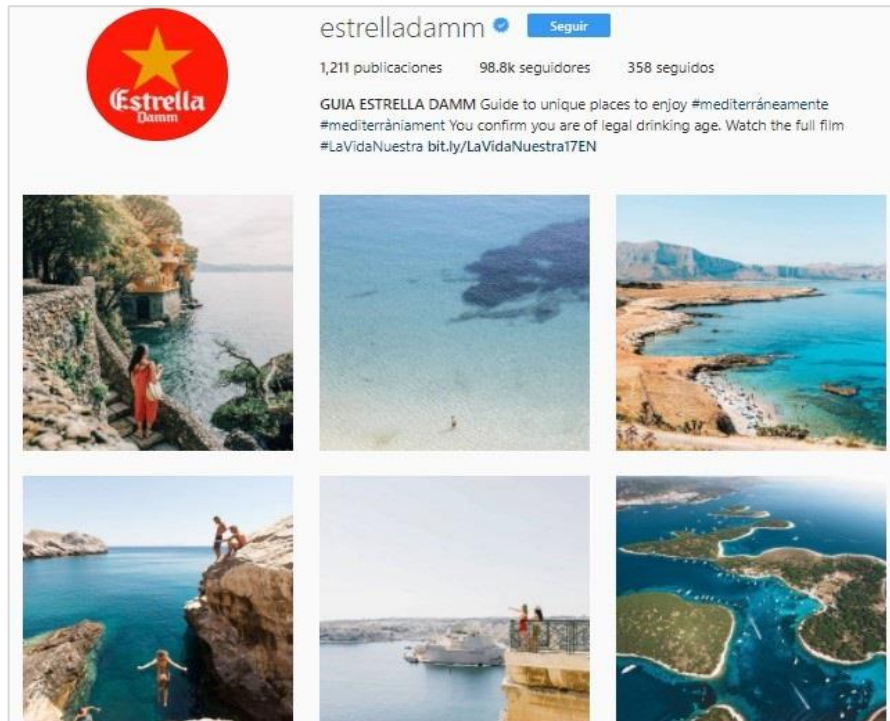 Estrella
Damm
estrelladamm
Seguir
1,211 publicaciones 98.8k seguidores 358 seguidos
GUIA ESTRELLA DAMM Guide to unique places to enjoy #mediterráneamente
#mediterràniament You confirm you are of legal drinking age. Watch the full film
#LaVidaNuestra bit.ly/LaVidaNuestra17EN